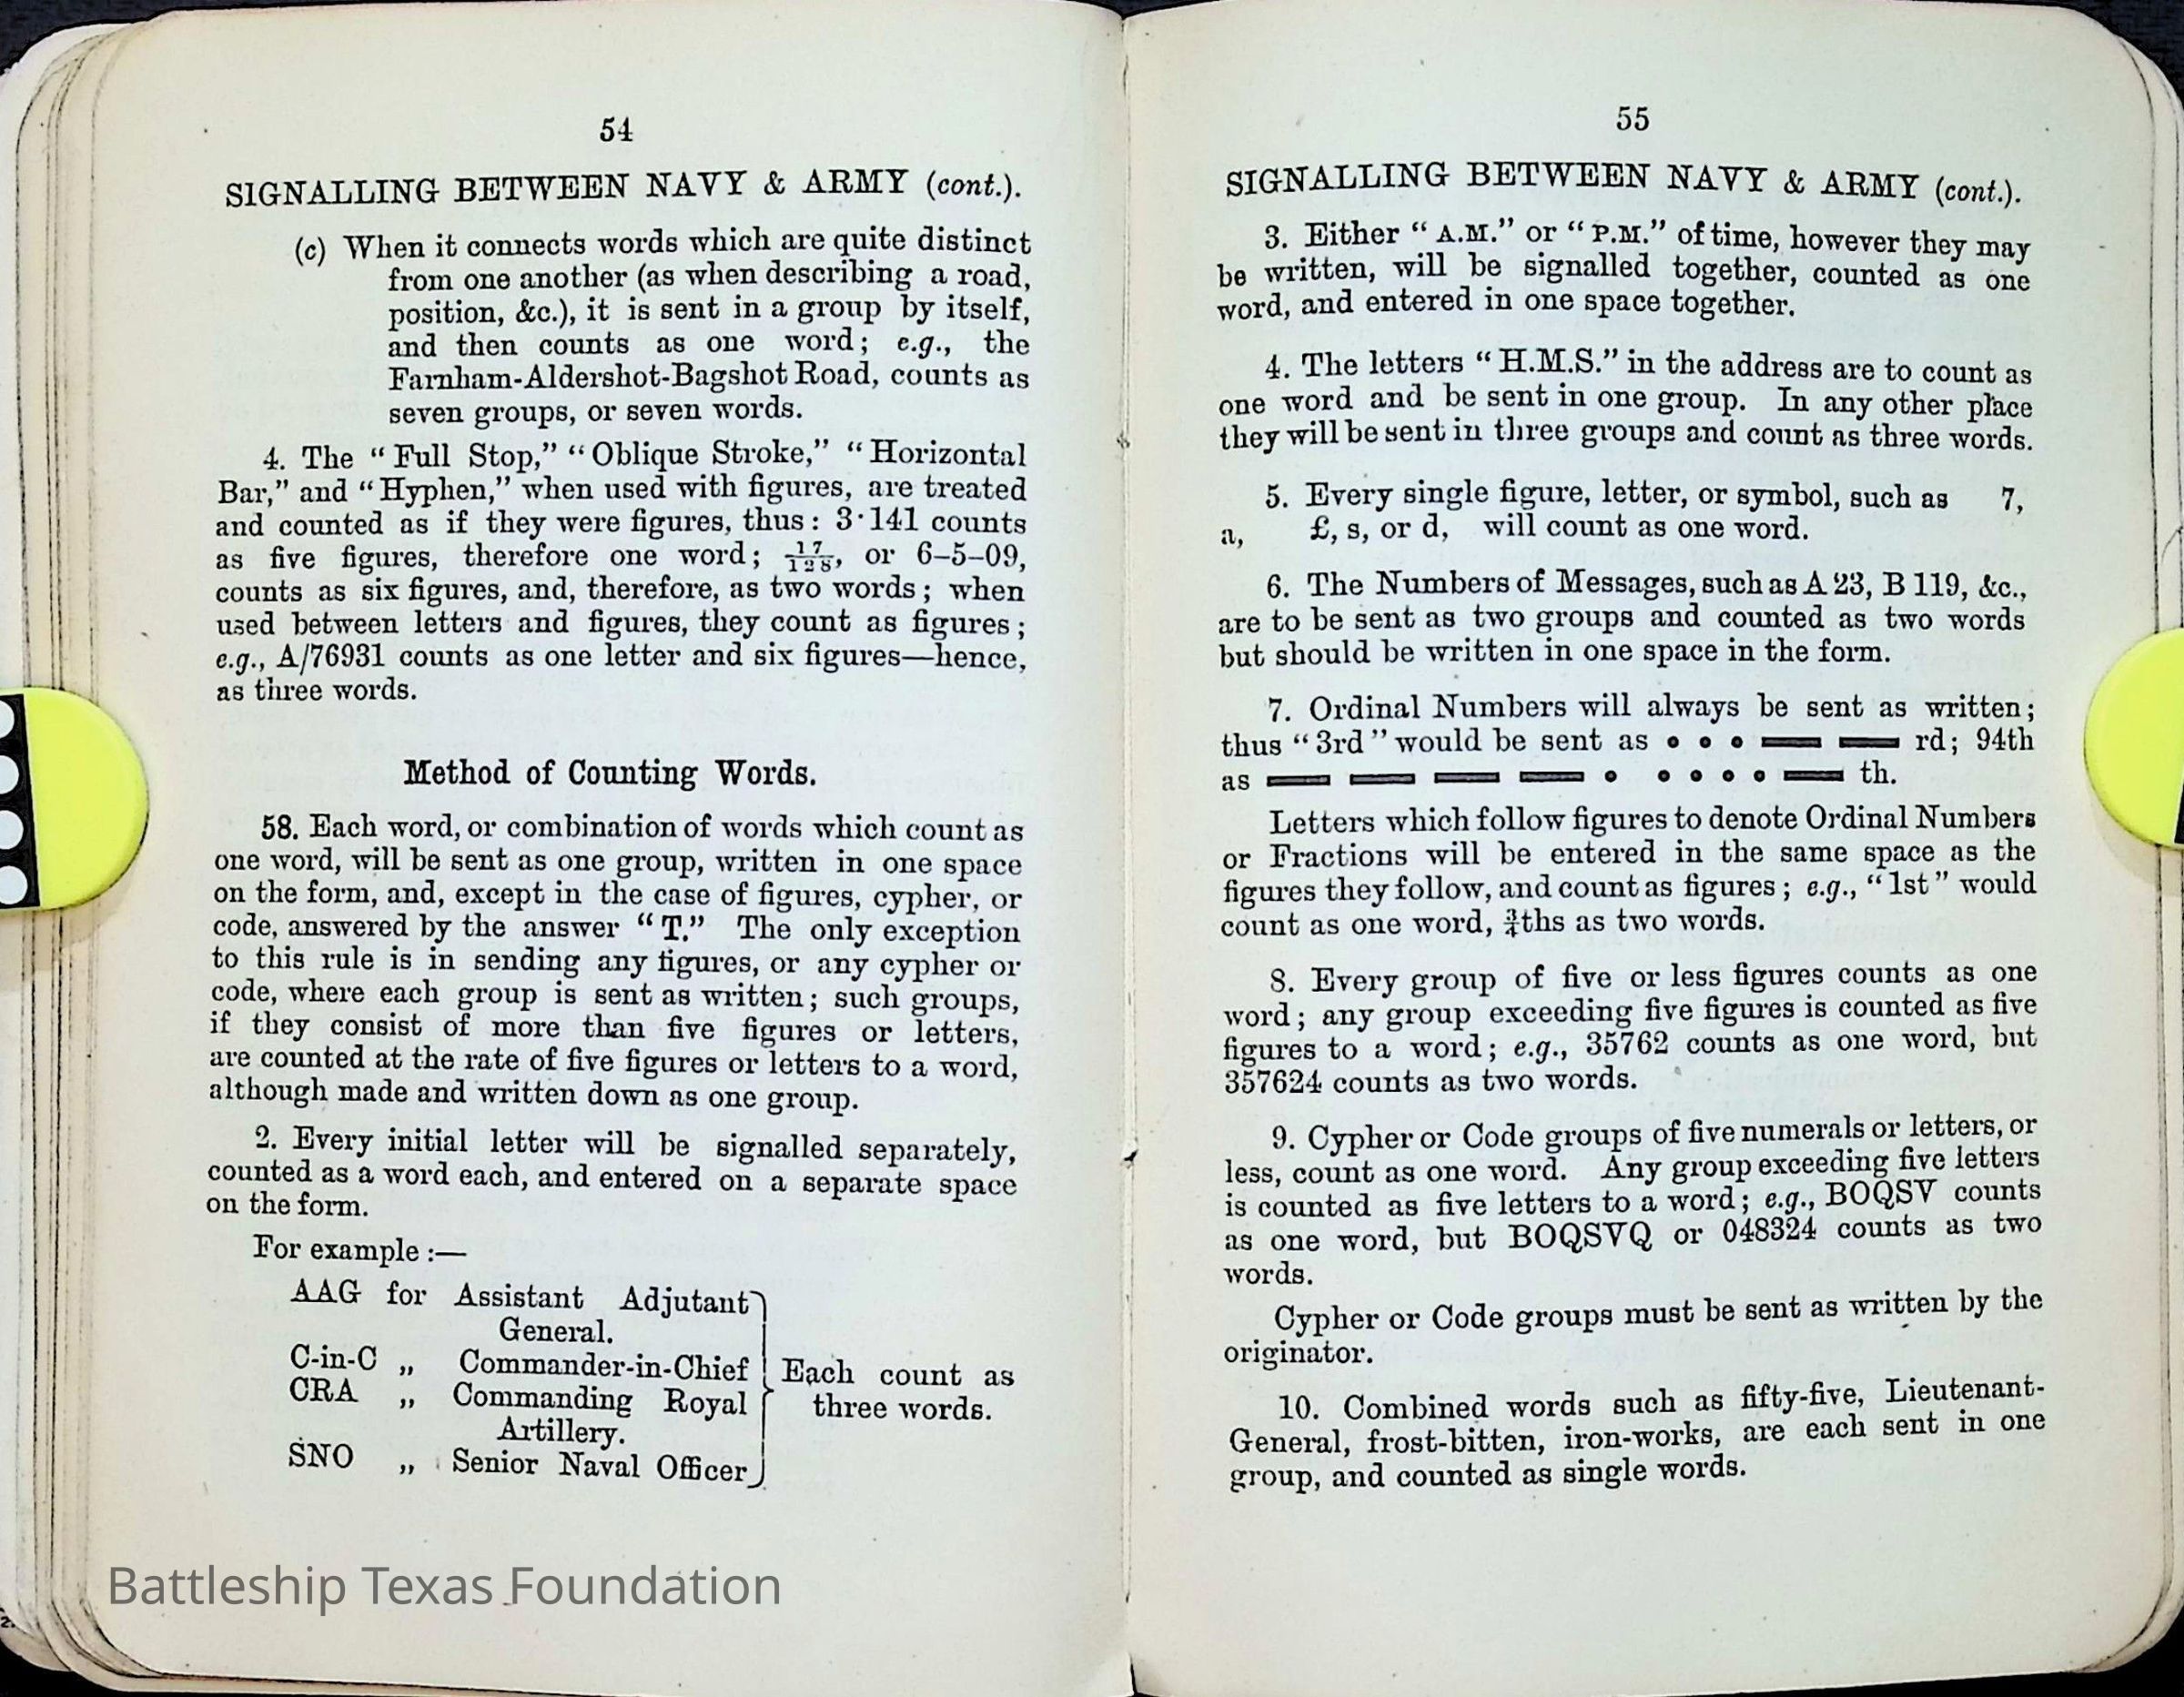 54
SIGNALLING BETWEEN NAVY & ARMY (cont.).
(c) When it connects words which are quite distinct
from one another (as when describing a road,
position, &c.), it is sent in a group by itself,
and then counts as one word; e.g., the
Farnham-Aldershot-Bagshot Road, counts as
seven groups, or seven words.
4. The “Full Stop,” “Oblique Stroke,” “Horizontal
Bar,” and “Hyphen,” when used with figures, are treated
and counted as if they were figures, thus: 3·141 counts
as five figures, therefore one word; 17/128, or 6–5–09,
counts as six figures, and, therefore, as two words; when
used between letters and figures, they count as figures;
e.g., A/76931 counts as one letter and six figures—hence,
as three words.
Method of Counting Words.
58. Each word, or combination of words which count as
one word, will be sent as one group, written in one space
on the form, and, except in the case of figures, cypher, or
code, answered by the answer “T.” The only exception
to this rule is in sending any figures, or any cypher or
code, where each group is sent as written; such groups,
if they consist of more than five figures or letters,
are counted at the rate of five figures or letters to a word,
although made and written down as one group.
2. Every initial letter will be signalled separately,
counted as a word each, and entered on a separate space
on the form.
For example :—
AAG for Assistant Adjutant
General.
C-in-C „ Commander-in-Chief
CRA „ Commanding Royal
Artillery.
SNO „ Senior Naval Officer
Each count as
three words.
Battleship Texas Foundation
55
SIGNALLING BETWEEN NAVY & ARMY (cont.).
3. Either “A.M.” or “P.M.” of time, however they may
be written, will be signalled together, counted as one
word, and entered in one space together.
4. The letters “H.M.S.” in the address are to count as
one word and be sent in one group. In any other place
they will be sent in three groups and count as three words.
5. Every single figure, letter, or symbol, such as 7,
a, £, s, or d, will count as one word.
6. The Numbers of Messages, such as A 23, B 119, &c.,
are to be sent as two groups and counted as two words
but should be written in one space in the form.
7. Ordinal Numbers will always be sent as written;
thus “3rd” would be sent as • • • — — rd; 94th
as — — — — • • • • • — th.
Letters which follow figures to denote Ordinal Numbers
or Fractions will be entered in the same space as the
figures they follow, and count as figures; e.g., “1st” would
count as one word, ¾ths as two words.
8. Every group of five or less figures counts as one
word; any group exceeding five figures is counted as five
figures to a word; e.g., 35762 counts as one word, but
357624 counts as two words.
9. Cypher or Code groups of five numerals or letters, or
less, count as one word. Any group exceeding five letters
is counted as five letters to a word; e.g., BOQSV counts
as one word, but BOQSVQ or 048324 counts as two
words.
Cypher or Code groups must be sent as written by the
originator.
10. Combined words such as fifty-five, Lieutenant-
General, frost-bitten, iron-works, are each sent in one
group, and counted as single words.